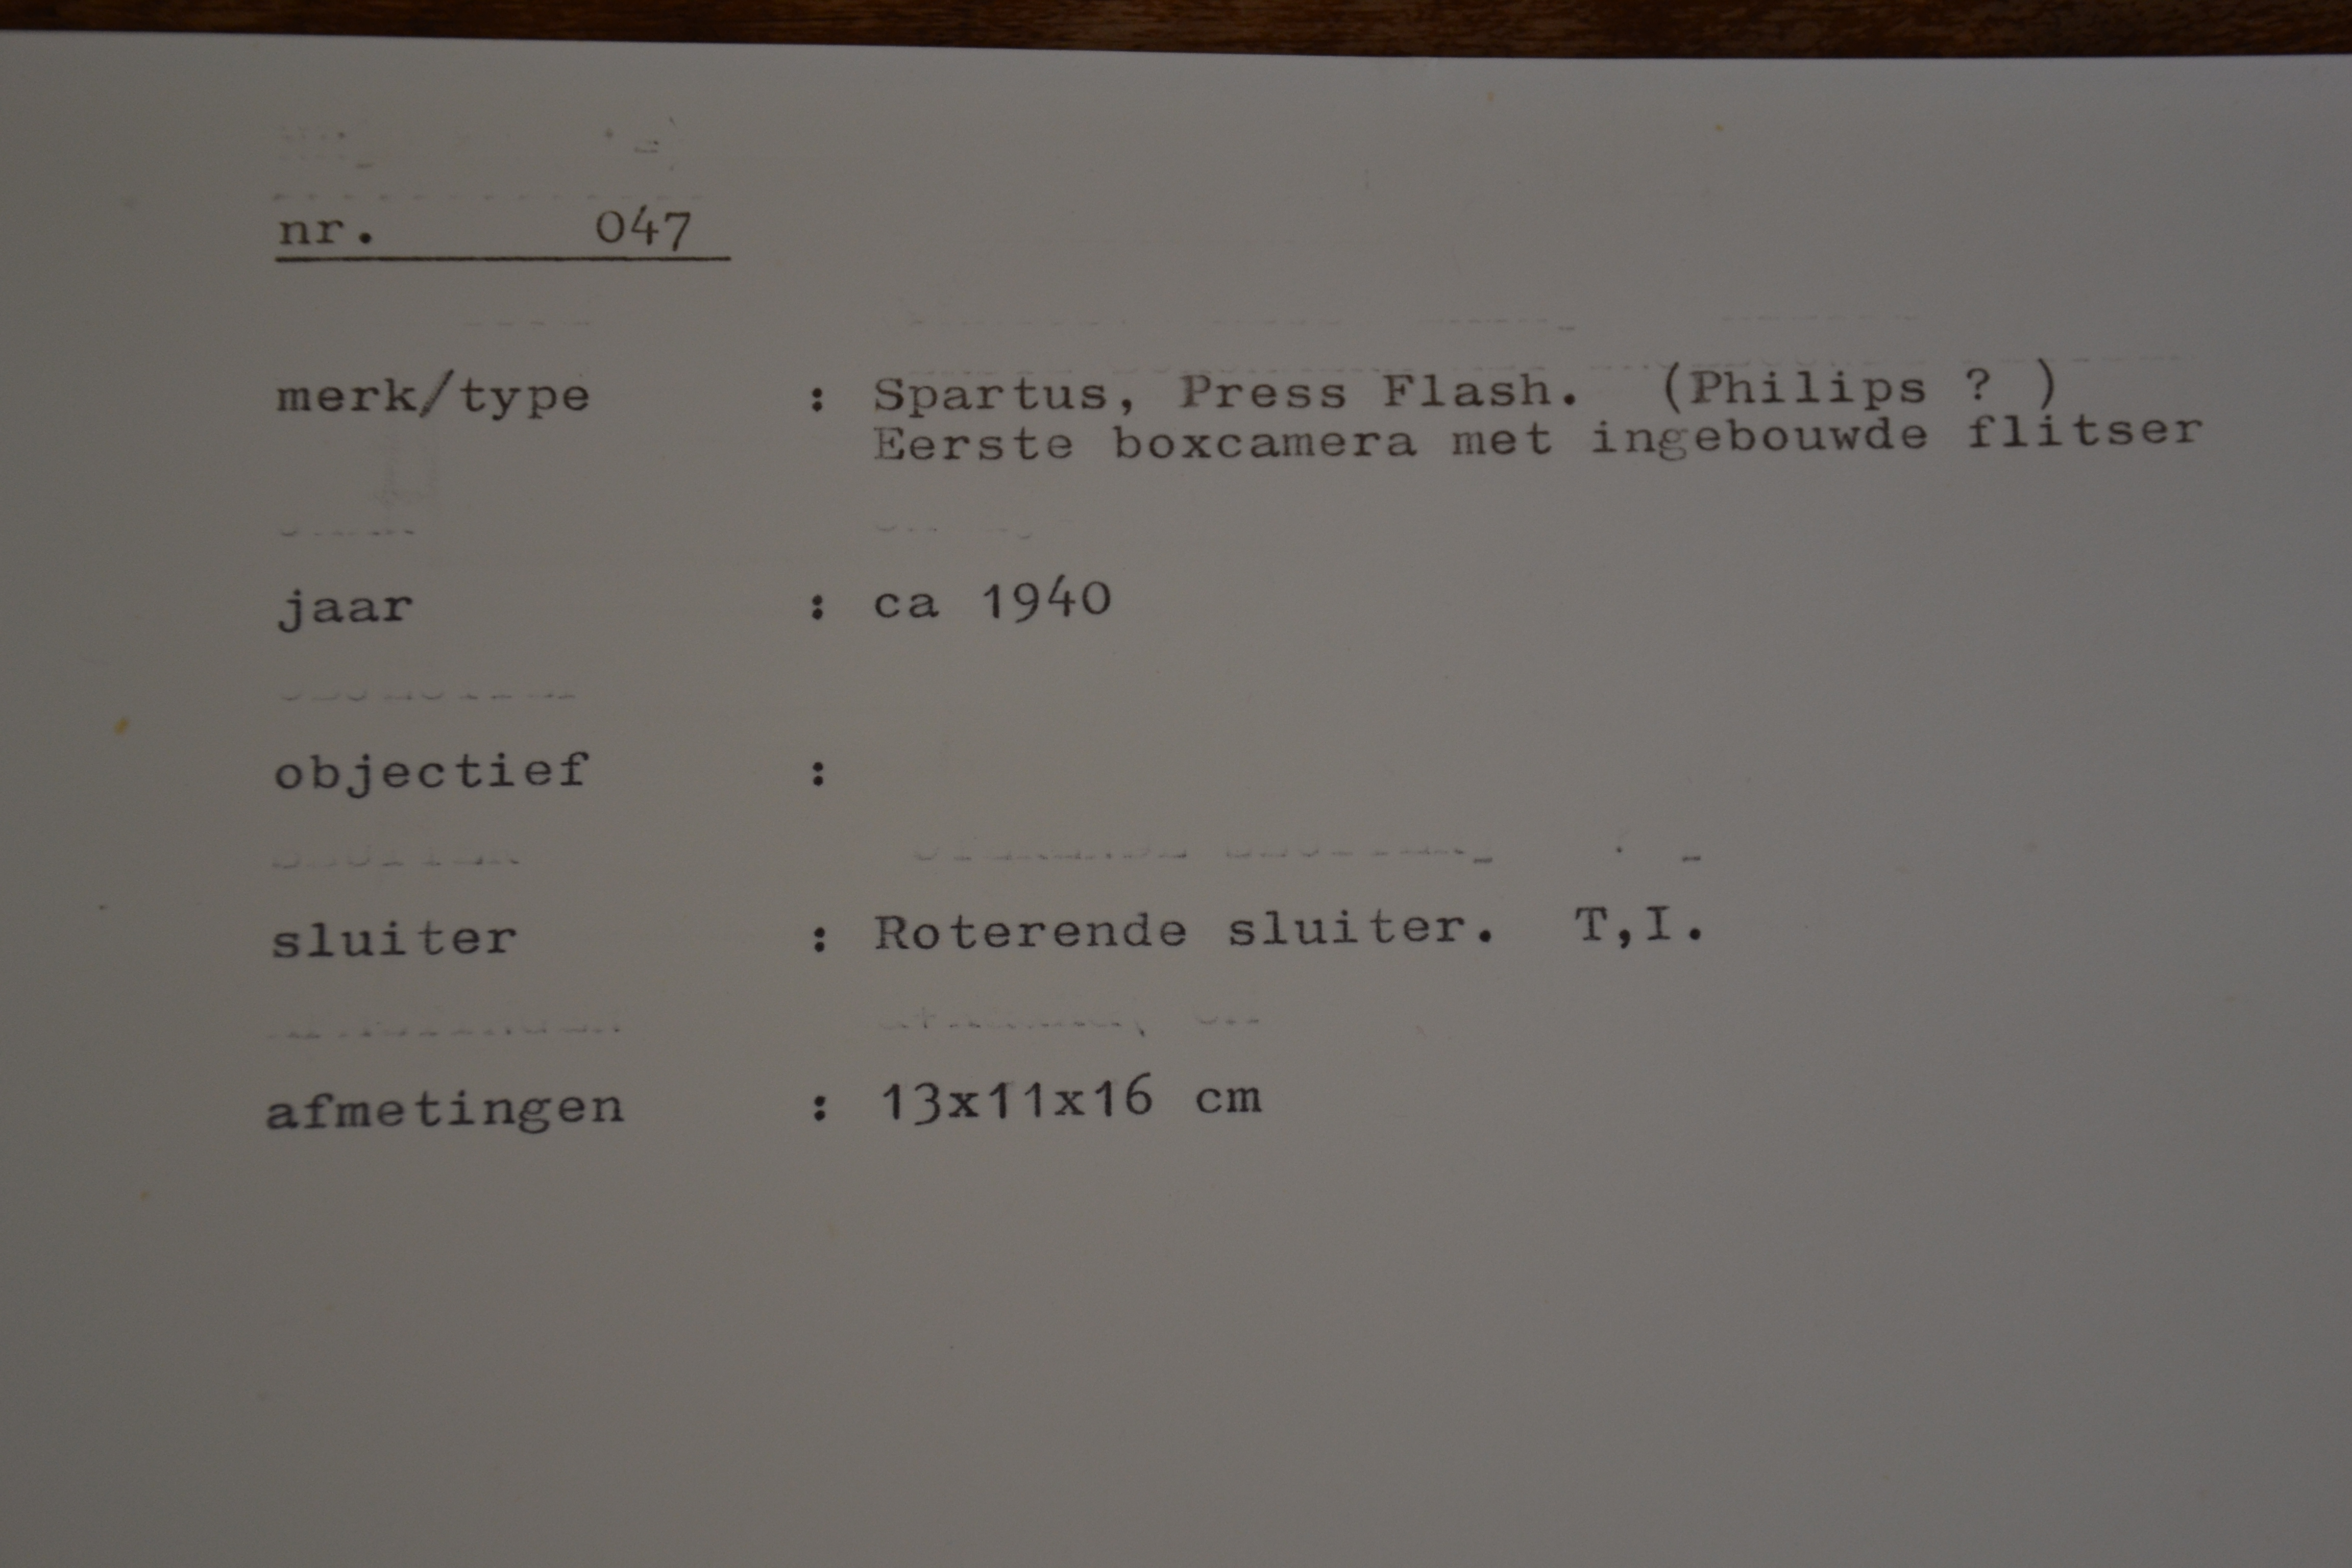 nr. 047
merk/type : Spartus, Press Flash. (Philips ? )
Eerste boxcamera met ingebouwde flitser
jaar : ca 1940
objectief :
sluiter : Roterende sluiter. T,I.
afmetingen : 13x11x16 cm